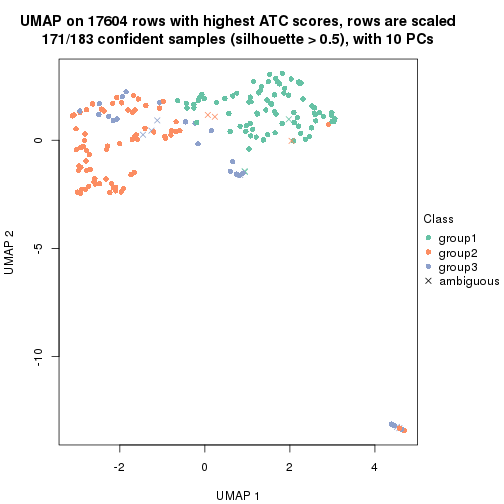 UMAP on 17604 rows with highest ATC scores, rows are scaled
171/183 confident samples (silhouette > 0.5), with 10 PCs
0
-5
-10
UMAP 2
-2
0
2
4
UMAP 1
Class
group1
group2
group3
ambiguous